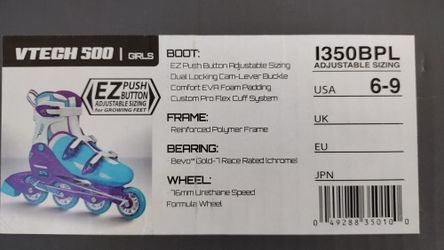 VTECH 500 | GIRLS
EZ PUSH
BUTTON
ADJUSTABLE SIZING
for GROWING FEET
BOOT:
EZ Push Button Adjustable Sizing
Dual Locking Cam-Lever Buckle
Comfort EVA Foam Padding
Custom Pro Flex Cuff System
FRAME:
Reinforced Polymer Frame
BEARING:
Bevo™ Gold-7 Race Rated (chrome)
WHEEL:
76mm Urethane Speed
Formula Wheel
I350BPL
ADJUSTABLE SIZING
USA 6-9
UK
EU
JPN
0 49288 35010 0